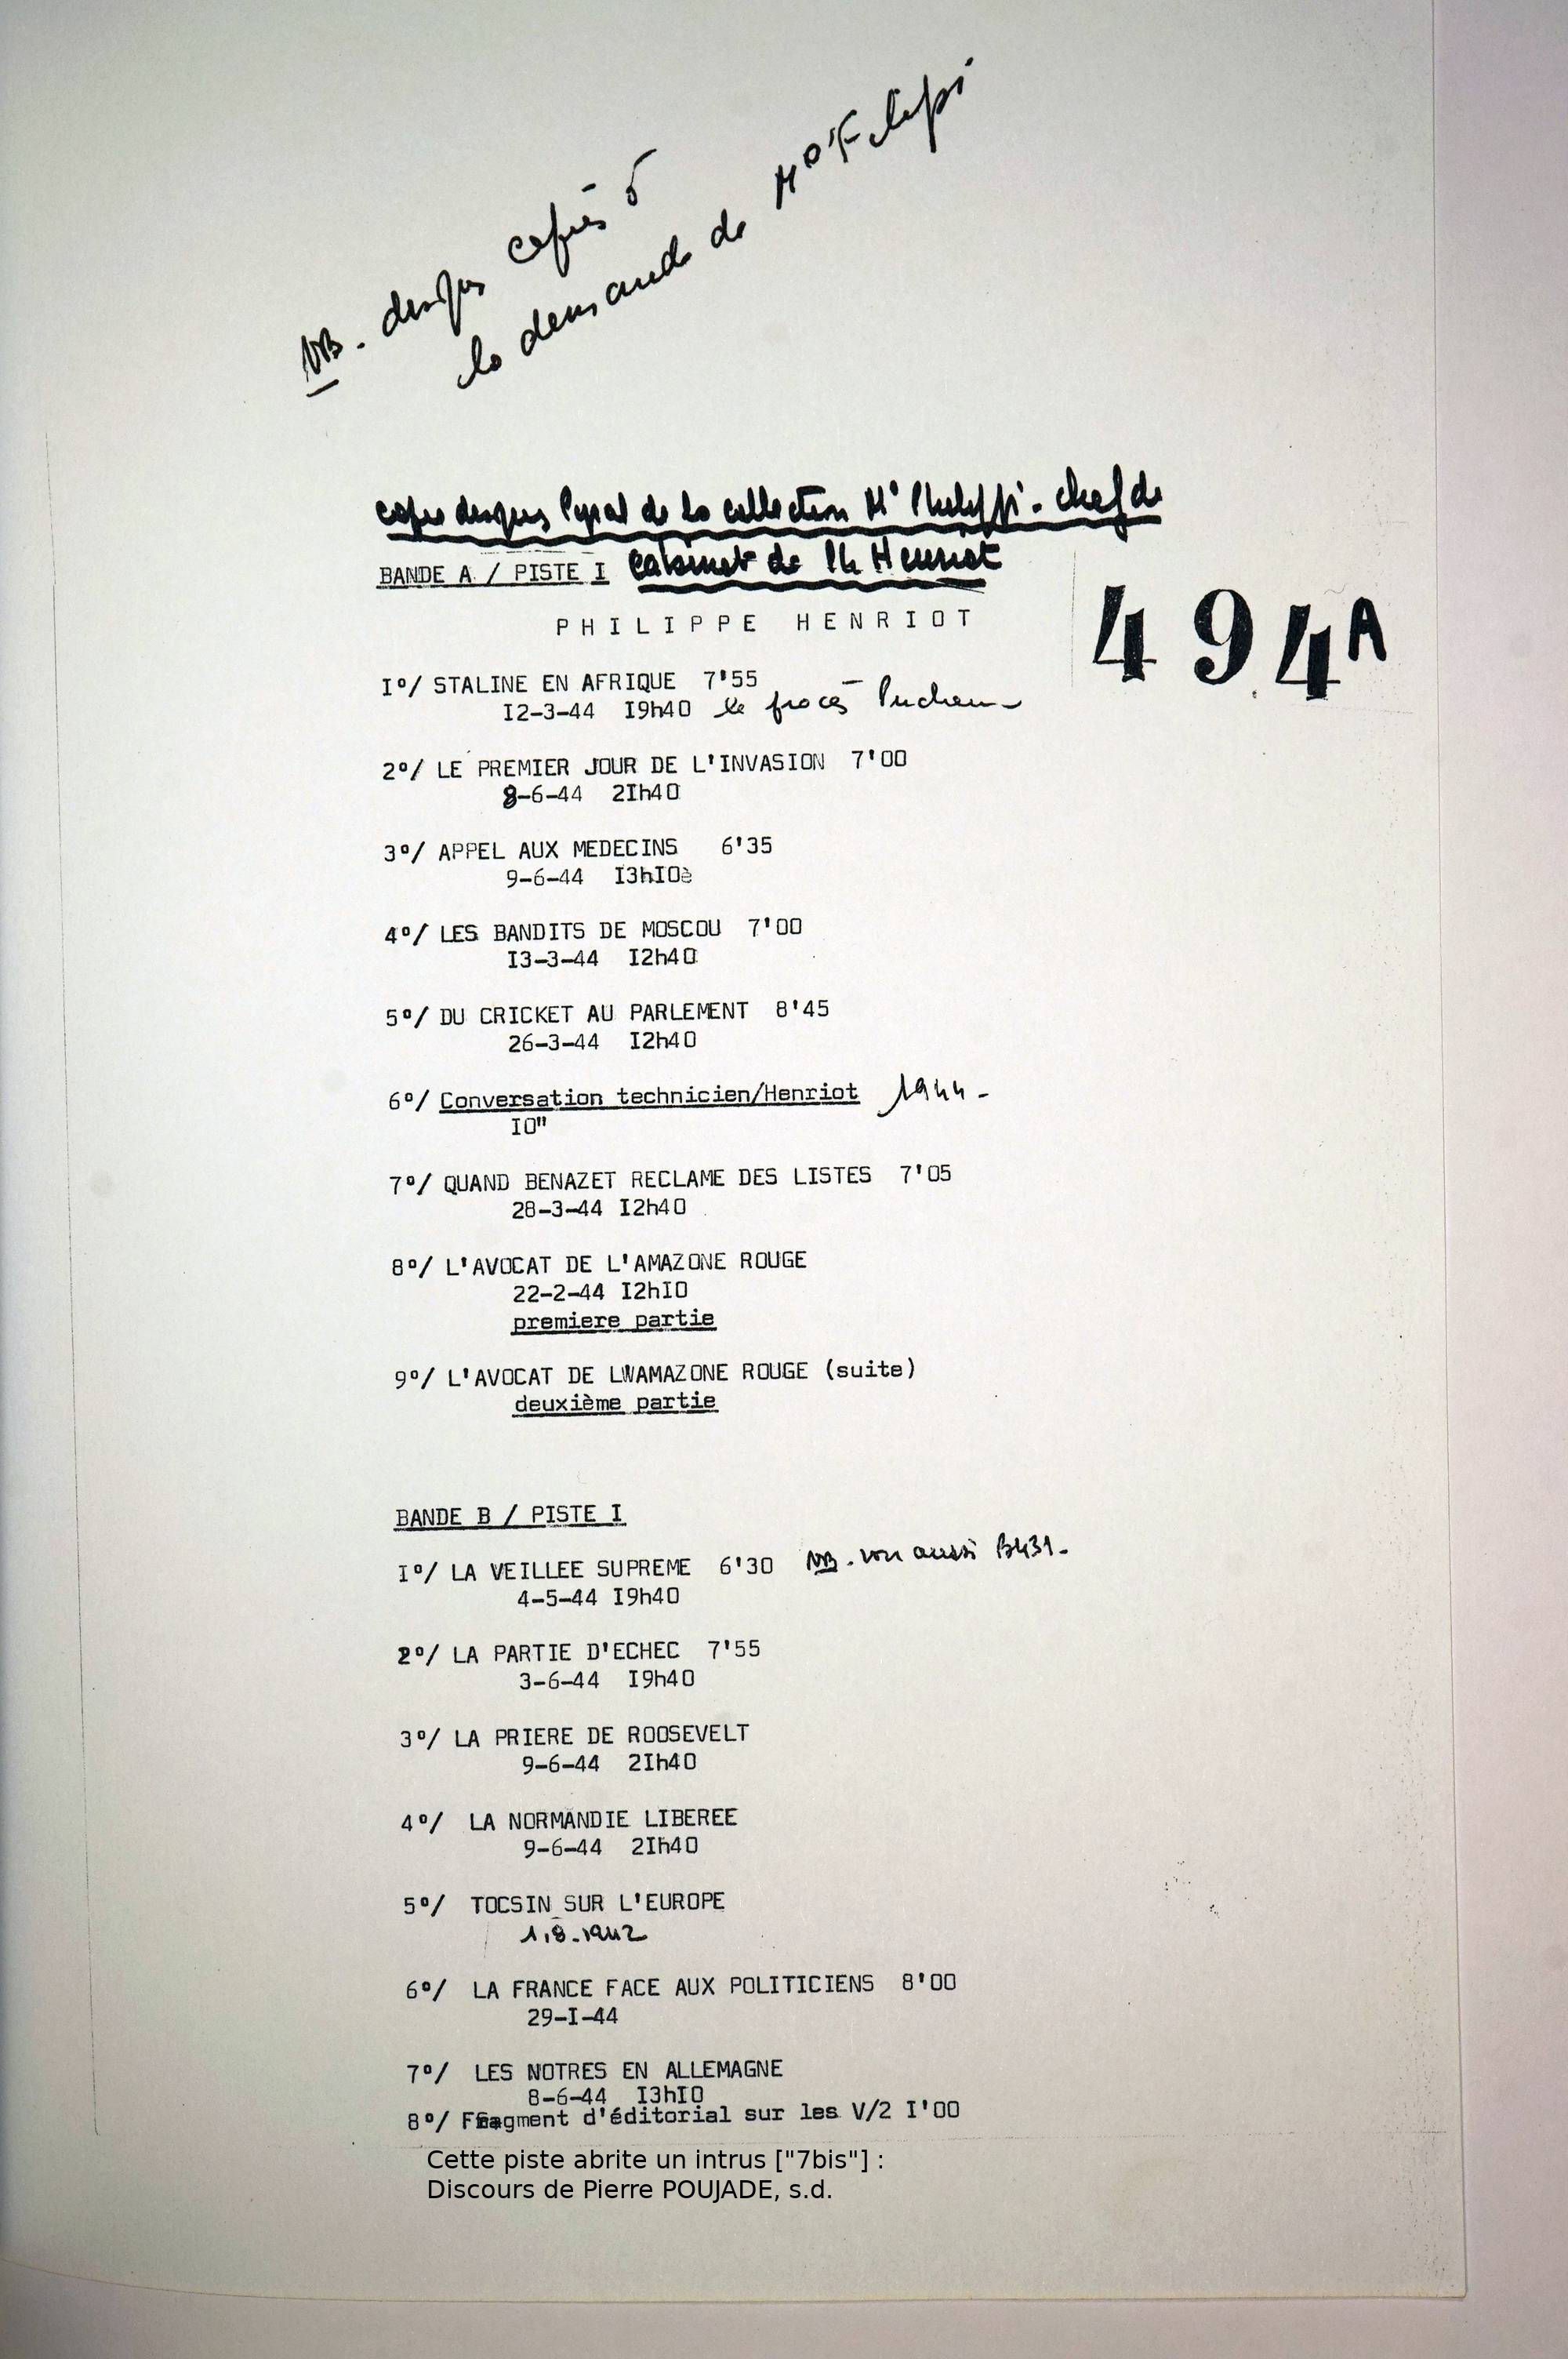 NB. disques copiés à
la demande de Mr Filippi
copie disques Pyral de la collection Mr Philippi - chef de
cabinet de Ph Henriot
BANDE A / PISTE I
PHILIPPE HENRIOT
494A
I°/ STALINE EN AFRIQUE 7'55
I2-3-44 I9h40 le procès Pucheu
2°/ LE PREMIER JOUR DE L'INVASION 7'00
8-6-44 2Ih40
3°/ APPEL AUX MEDECINS 6'35
9-6-44 I3hI0è
4°/ LES BANDITS DE MOSCOU 7'00
I3-3-44 I2h40
5°/ DU CRICKET AU PARLEMENT 8'45
26-3-44 I2h40
6°/ Conversation technicien/Henriot 1944 -
I0"
7°/ QUAND BENAZET RECLAME DES LISTES 7'05
28-3-44 I2h40
8°/ L'AVOCAT DE L'AMAZONE ROUGE
22-2-44 I2hI0
premiere partie
9°/ L'AVOCAT DE LWAMAZONE ROUGE (suite)
deuxième partie
BANDE B / PISTE I
I°/ LA VEILLEE SUPREME 6'30 NB. voir aussi B431 -
4-5-44 I9h40
2°/ LA PARTIE D'ECHEC 7'55
3-6-44 I9h40
3°/ LA PRIERE DE ROOSEVELT
9-6-44 2Ih40
4°/ LA NORMANDIE LIBEREE
9-6-44 2Ih40
5°/ TOCSIN SUR L'EUROPE
1.8.1942
6°/ LA FRANCE FACE AUX POLITICIENS 8'00
29-I-44
7°/ LES NOTRES EN ALLEMAGNE
8-6-44 I3hI0
8°/ Fragment d'éditorial sur les V/2 I'00
Cette piste abrite un intrus ["7bis"] :
Discours de Pierre POUJADE, s.d.